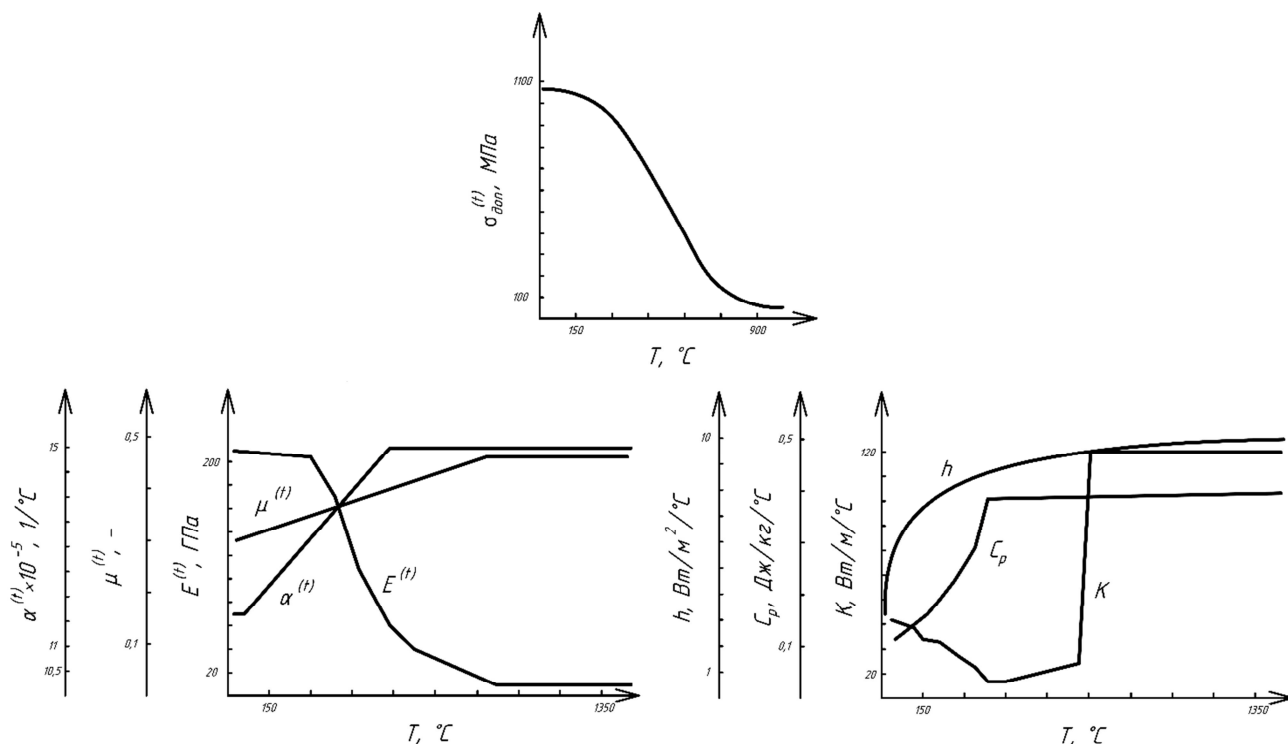 1100
σ(t)доп, МПа
100
150
900
T, °C
15
11
10,5
α(t)×10-5, 1/°C
0,5
0,1
μ(t), –
200
20
E(t), ГПа
μ(t)
α(t)
E(t)
150
1350
T, °C
10
1
h, Вт/м2/°C
0,5
0,1
Cp, Дж/кг/°C
120
20
K, Вт/м/°C
h
Cp
K
150
1350
T, °C